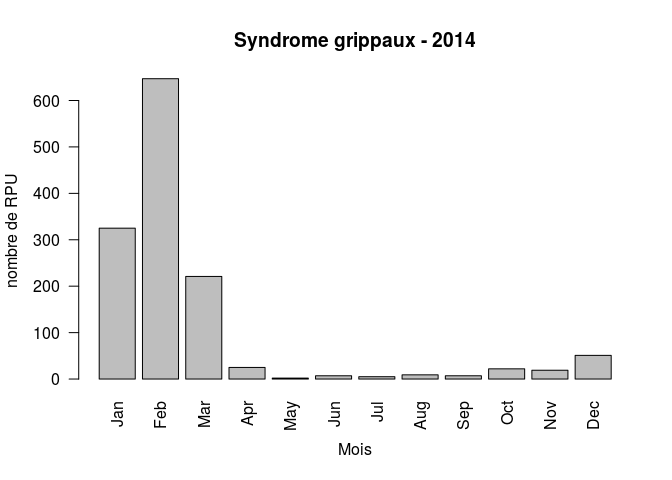 Syndrome grippaux - 2014
nombre de RPU
600
500
400
300
200
100
0
Jan Feb Mar Apr May Jun Jul Aug Sep Oct Nov Dec
Mois